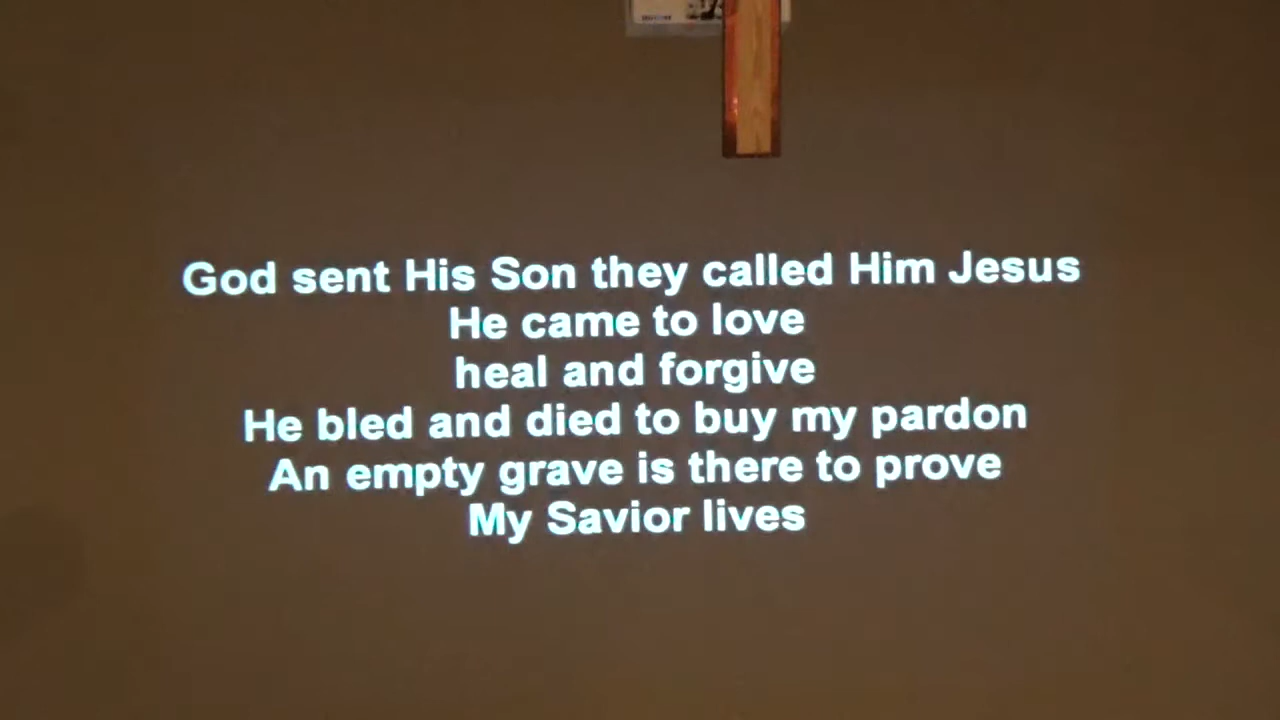 God sent His Son they called Him Jesus
He came to love
heal and forgive
He bled and died to buy my pardon
An empty grave is there to prove
My Savior lives